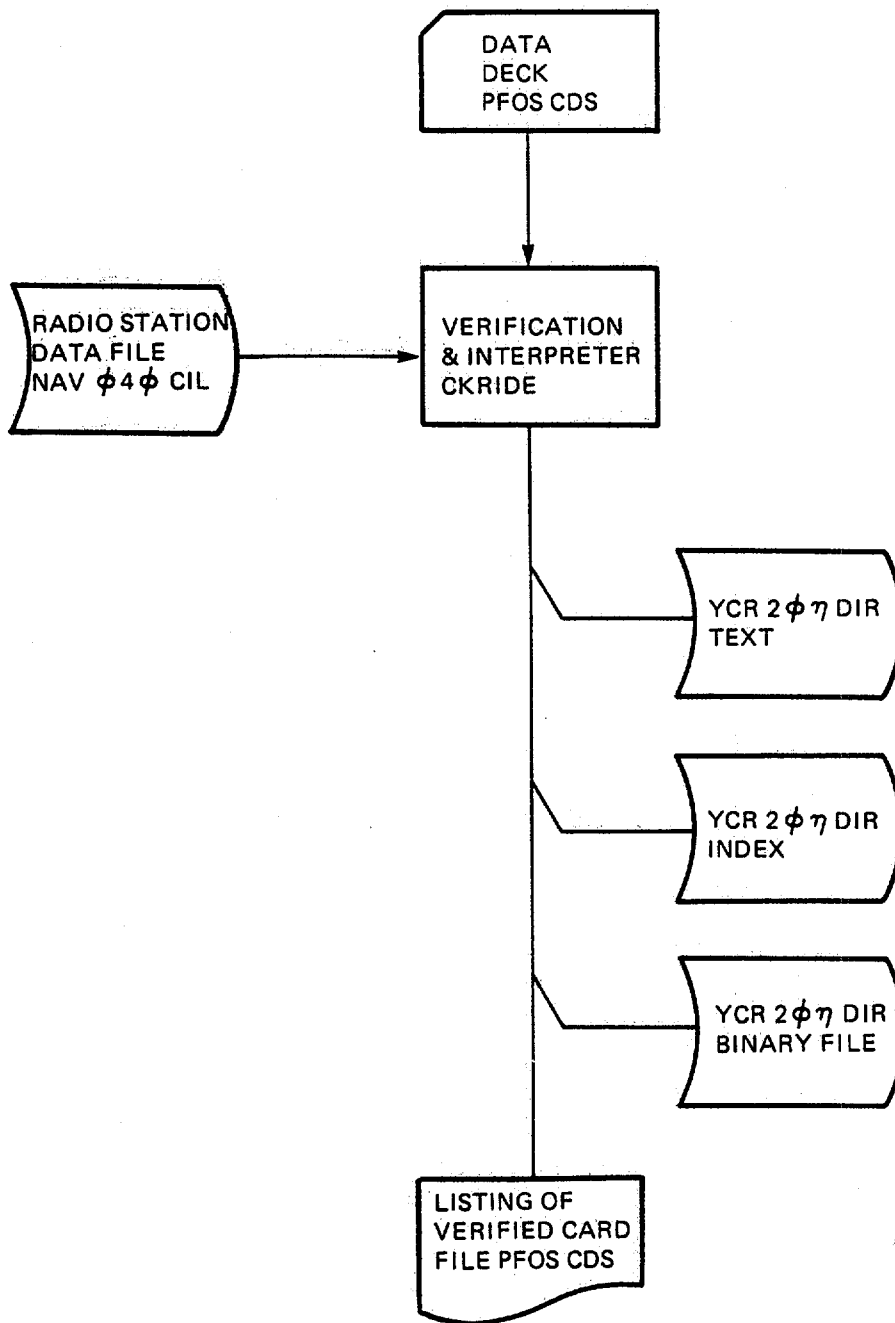 DATA
DECK
PFOS CDS
RADIO STATION
DATA FILE
NAV ϕ4ϕ CIL
VERIFICATION
& INTERPRETER
CKRIDE
YCR 2ϕη DIR
TEXT
YCR 2ϕη DIR
INDEX
YCR 2ϕη DIR
BINARY FILE
LISTING OF
VERIFIED CARD
FILE PFOS CDS